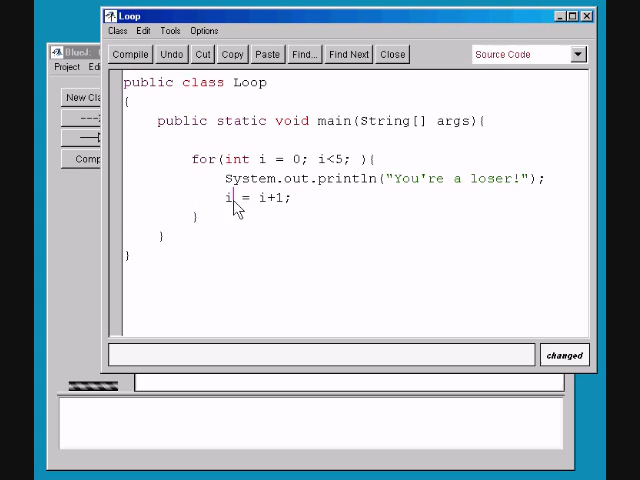 Loop
Class Edit Tools Options
Compile Undo Cut Copy Paste Find... Find Next Close Source Code
public class Loop
{
public static void main(String[] args){
for(int i = 0; i<5; ){
System.out.println("You're a loser!");
i = i+1;
}
}
}
changed
BlueJ:
Project Ed
New Cla
Comp